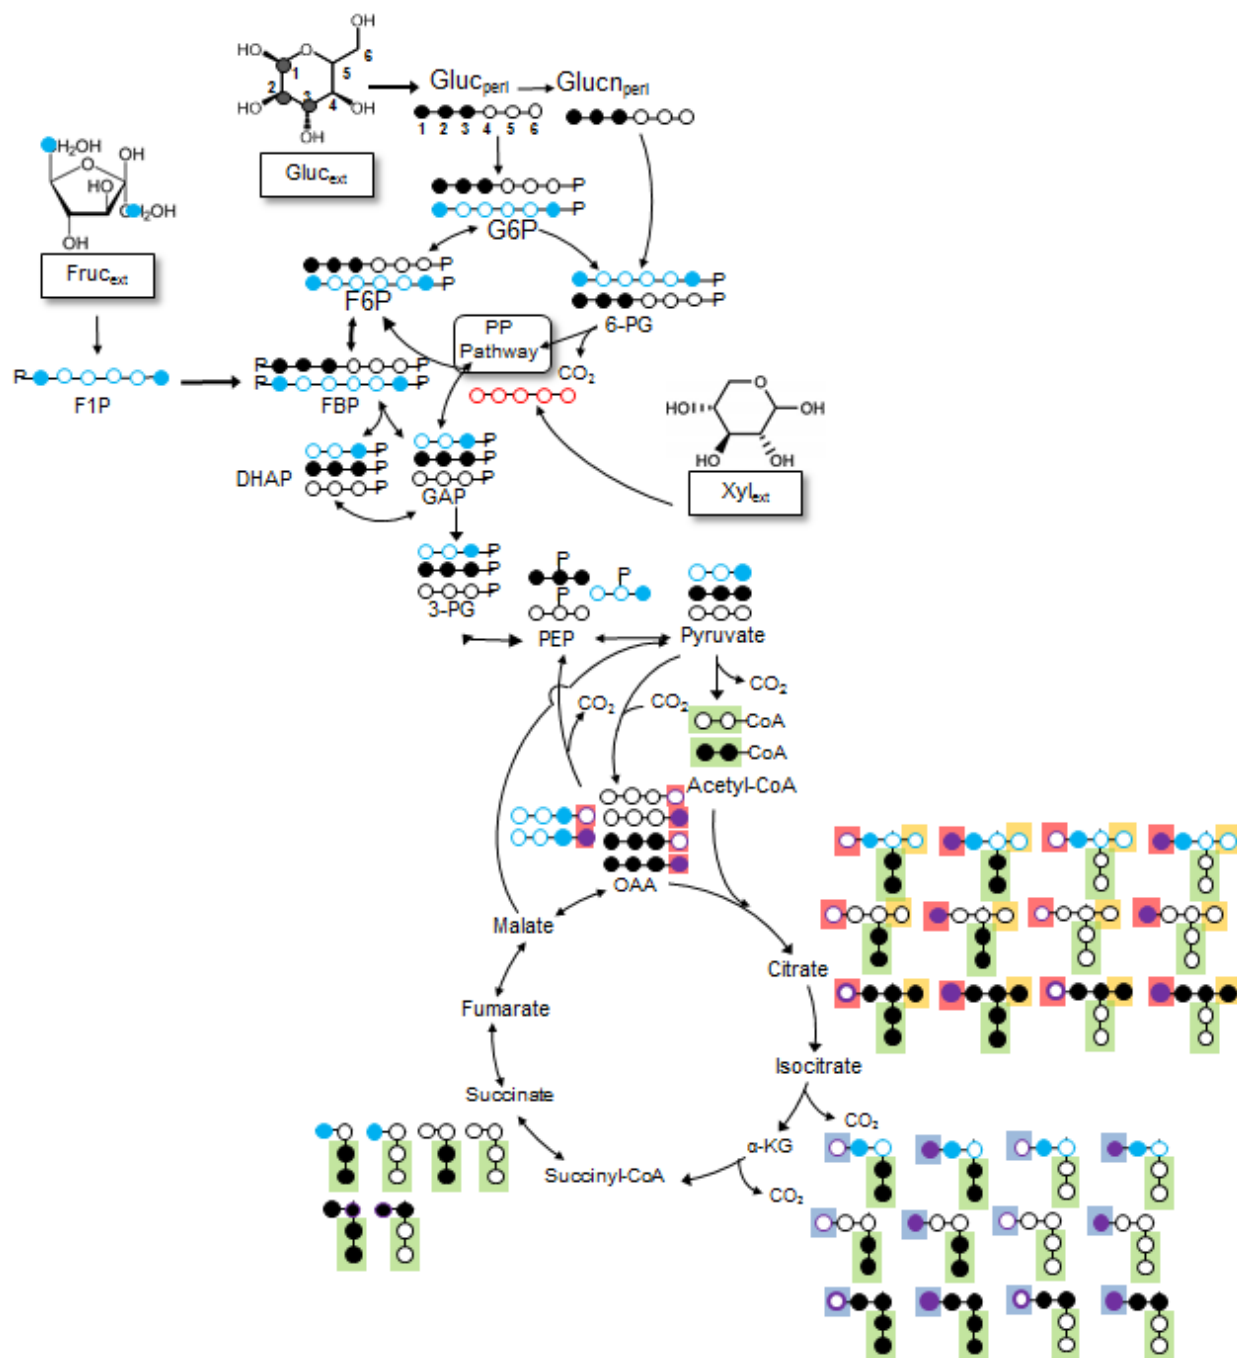 OH
HO
O
6
1
5
2
HO
3
4
OH
OH
Gluc_ext
Gluc_peri
Glucn_peri
1 2 3 4 5 6
H₂OH
OH
O
HO
H₂OH
OH
Fruc_ext
P
P
G6P
P
P
F6P
P
P
6-PG
PP
Pathway
CO₂
P
F1P
P P
P P
FBP
P
P
P
DHAP
P
P
P
GAP
O
HO
OH
HO
OH
Xyl_ext
P
P
P
3-PG
P
P
P
PEP
Pyruvate
CO₂
CO₂
CO₂
CoA
CoA
Acetyl-CoA
OAA
Malate
Citrate
Fumarate
Isocitrate
Succinate
CO₂
α-KG
Succinyl-CoA
CO₂